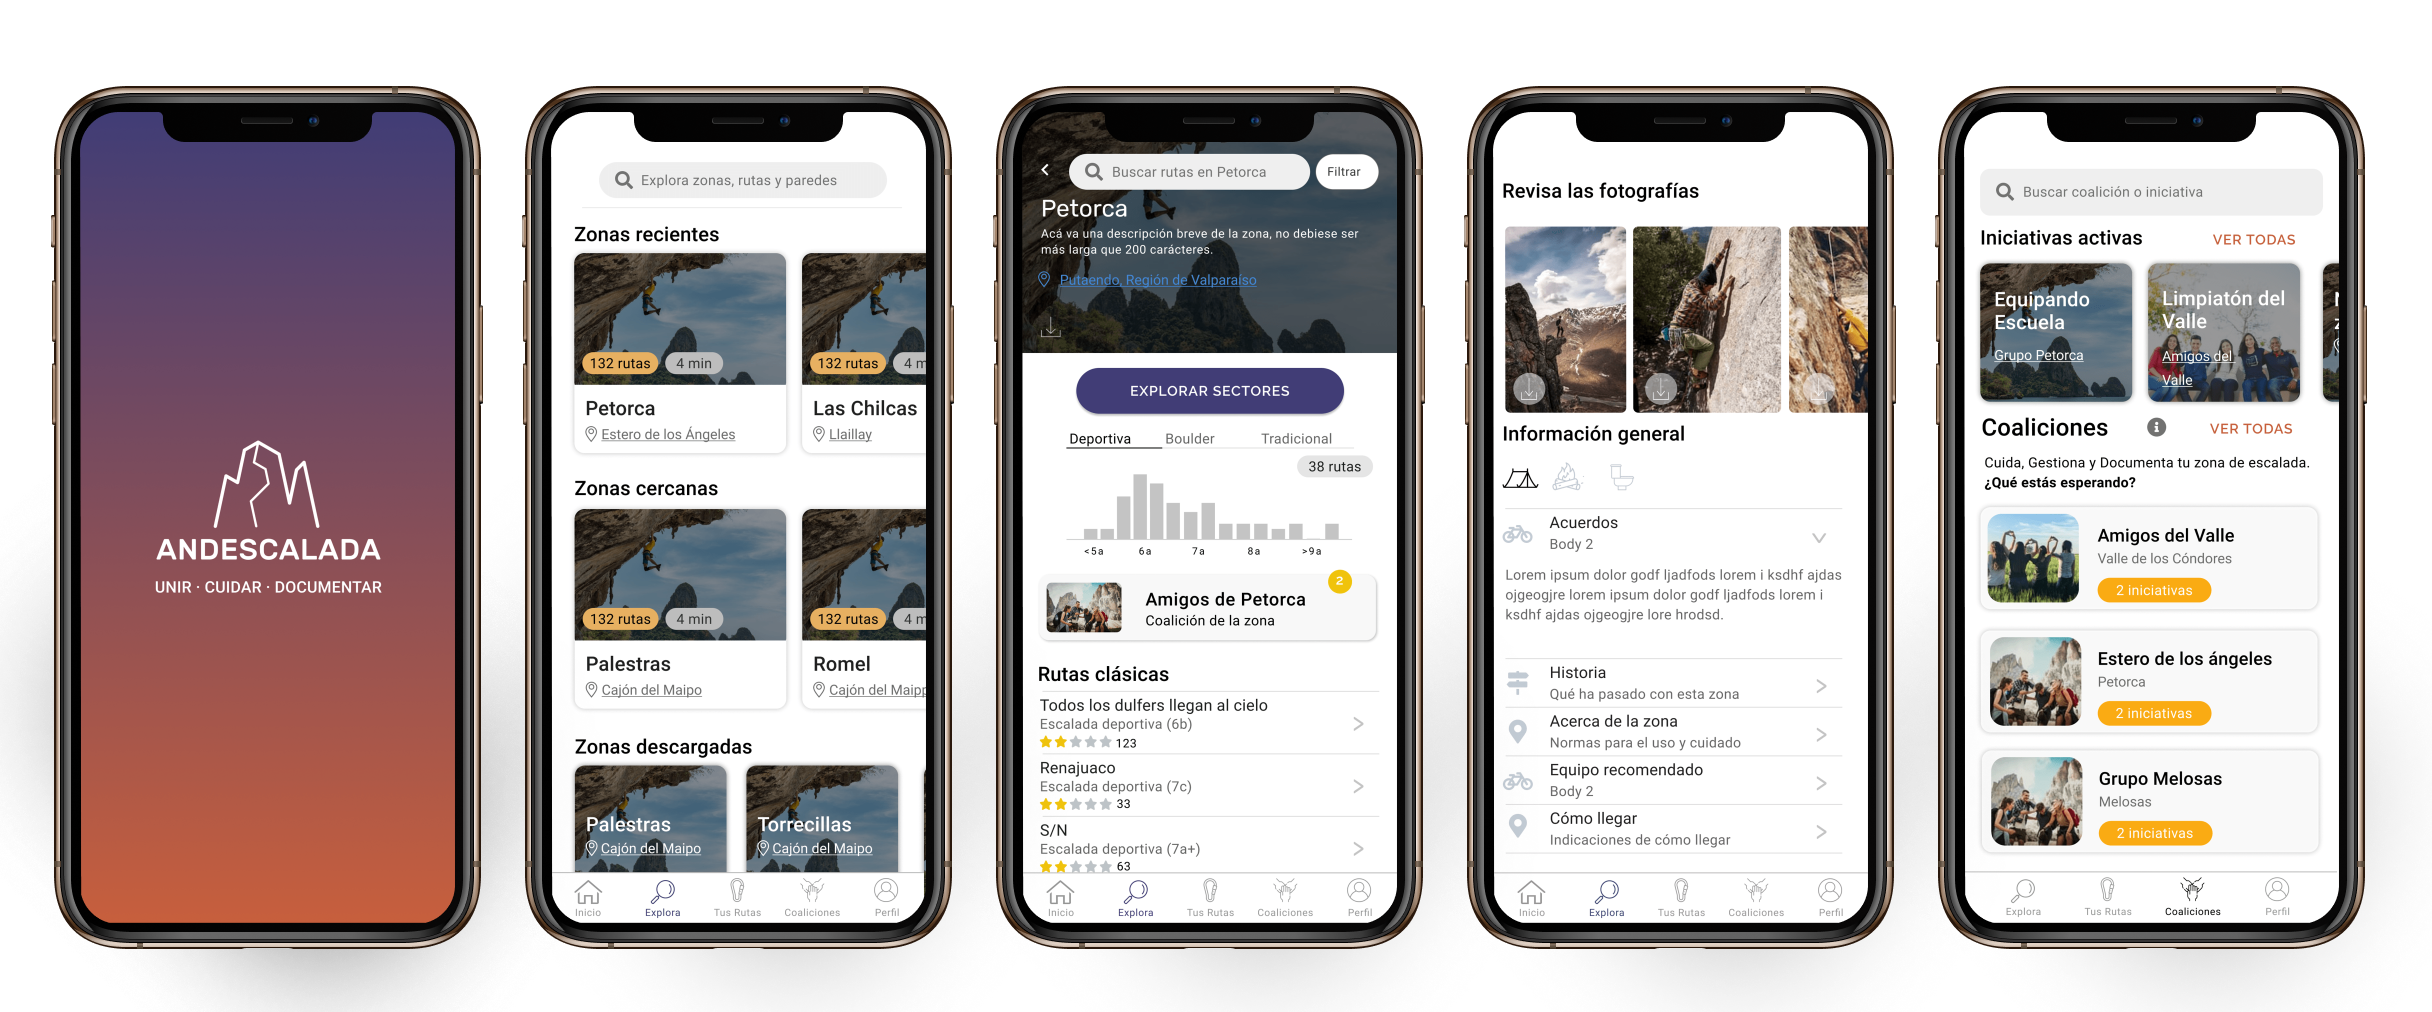 ANDESCALADA
UNIR · CUIDAR · DOCUMENTAR
Explora zonas, rutas y paredes
Zonas recientes
132 rutas
4 min
Petorca
Estero de los Ángeles
132 rutas
4 m
Las Chilcas
Llaillay
Zonas cercanas
132 rutas
4 min
Palestras
Cajón del Maipo
132 rutas
4 m
Romel
Cajón del Maip
Zonas descargadas
Palestras
Cajón del Maipo
Torrecillas
Cajón del Maipo
Inicio
Explora
Tus Rutas
Coaliciones
Perfil
Buscar rutas en Petorca
Filtrar
Petorca
Acá va una descripción breve de la zona, no debiese ser
más larga que 200 carácteres.
Putaendo, Región de Valparaíso
EXPLORAR SECTORES
Deportiva
Boulder
Tradicional
38 rutas
<5a
6a
7a
8a
>9a
2
Amigos de Petorca
Coalición de la zona
Rutas clásicas
Todos los dulfers llegan al cielo
Escalada deportiva (6b)
123
Renajuaco
Escalada deportiva (7c)
33
S/N
Escalada deportiva (7a+)
63
Inicio
Explora
Tus Rutas
Coaliciones
Perfil
Revisa las fotografías
Información general
Acuerdos
Body 2
Lorem ipsum dolor godf ljadfods lorem i ksdhf ajdas
ojgeogjre lorem ipsum dolor godf ljadfods lorem i
ksdhf ajdas ojgeogjre lore hrodsd.
Historia
Qué ha pasado con esta zona
Acerca de la zona
Normas para el uso y cuidado
Equipo recomendado
Body 2
Cómo llegar
Indicaciones de cómo llegar
Inicio
Explora
Tus Rutas
Coaliciones
Perfil
Buscar coalición o iniciativa
Iniciativas activas
VER TODAS
Equipando
Escuela
Grupo Petorca
Limpiatón del
Valle
Amigos del
Valle
Coaliciones
VER TODAS
Cuida, Gestiona y Documenta tu zona de escalada.
¿Qué estás esperando?
Amigos del Valle
Valle de los Cóndores
2 iniciativas
Estero de los ángeles
Petorca
2 iniciativas
Grupo Melosas
Melosas
2 iniciativas
Explora
Tus Rutas
Coaliciones
Perfil